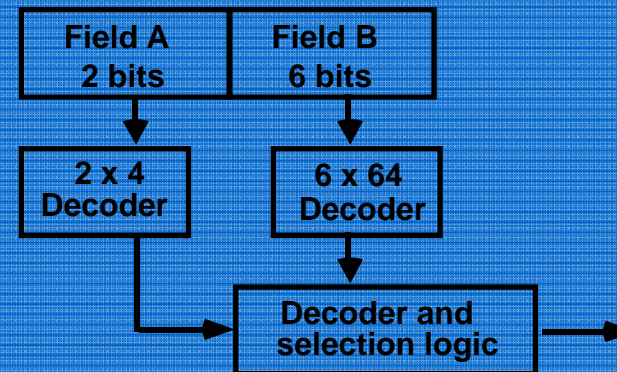 Field A
2 bits
Field B
6 bits
2 x 4
Decoder
6 x 64
Decoder
Decoder and
selection logic